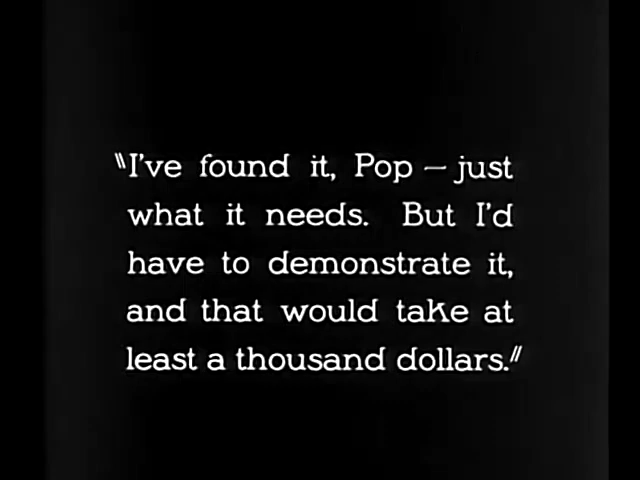 "I've found it, Pop — just
what it needs. But I'd
have to demonstrate it,
and that would take at
least a thousand dollars."